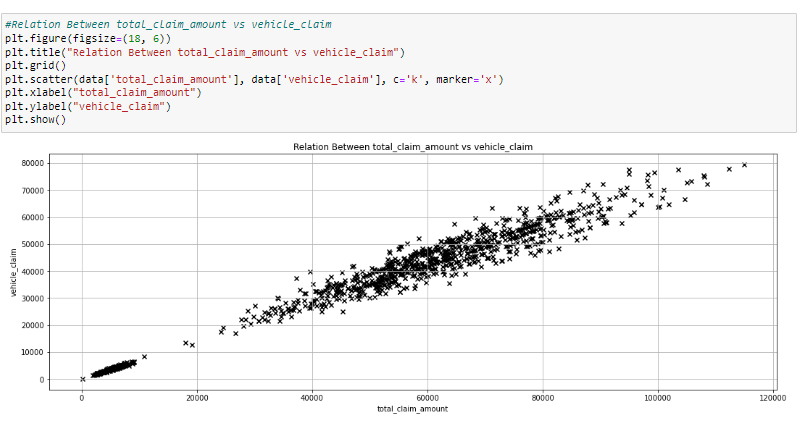 #Relation Between total_claim_amount vs vehicle_claim
plt.figure(figsize=(18, 6))
plt.title("Relation Between total_claim_amount vs vehicle_claim")
plt.grid()
plt.scatter(data['total_claim_amount'], data['vehicle_claim'], c='k', marker='x')
plt.xlabel("total_claim_amount")
plt.ylabel("vehicle_claim")
plt.show()
Relation Between total_claim_amount vs vehicle_claim
80000
70000
60000
50000
40000
30000
20000
10000
0
vehicle_claim
0 20000 40000 60000 80000 100000 120000
total_claim_amount